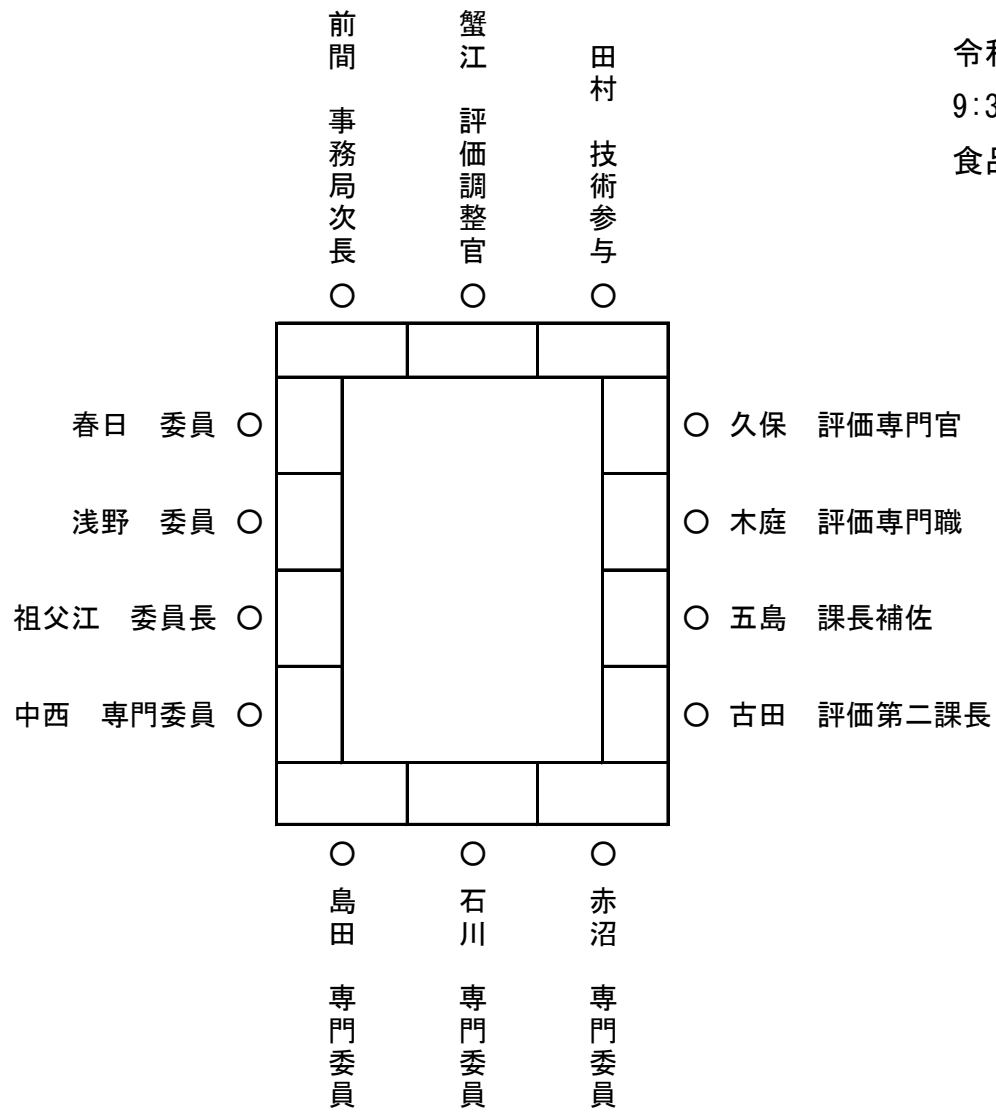 前間　事務局次長
蟹江　評価調整官
田村　技術参与
令
9:3
食品
春日　委員
浅野　委員
祖父江　委員長
中西　専門委員
久保　評価専門官
木庭　評価専門職
五島　課長補佐
古田　評価第二課長
島田　専門委員
石川　専門委員
赤沼　専門委員